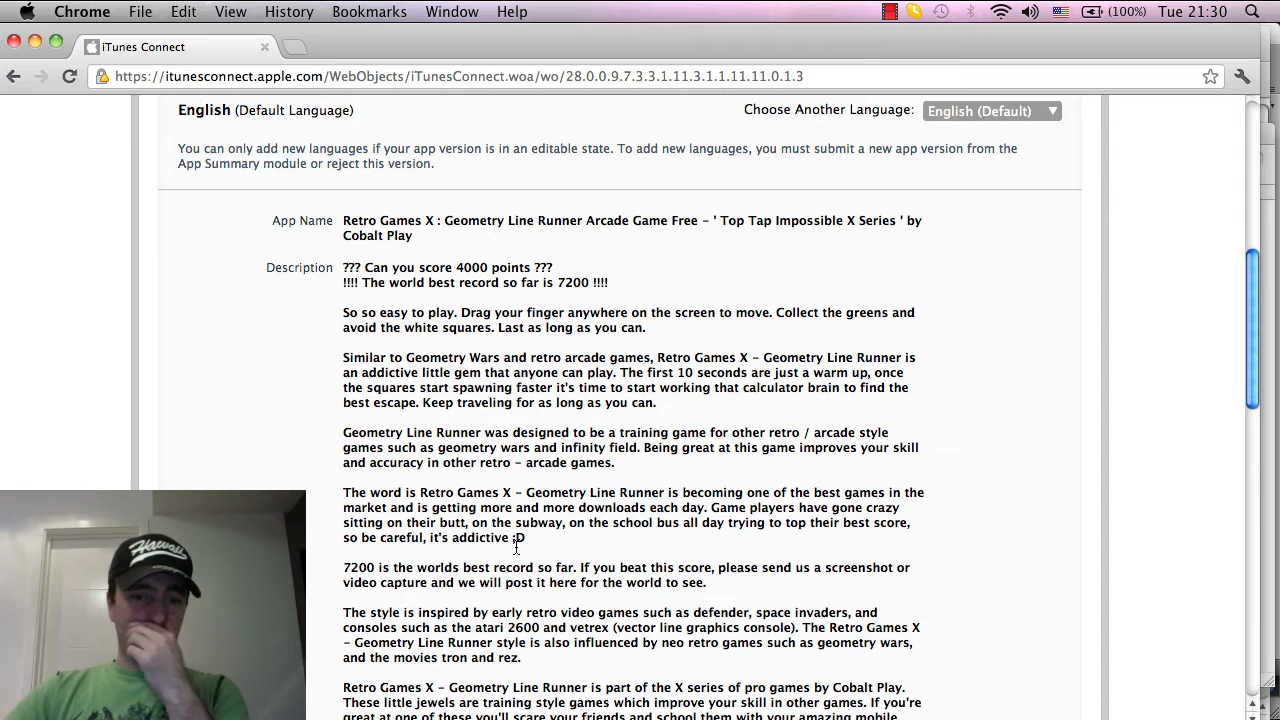 Chrome File Edit View History Bookmarks Window Help (100%) Tue 21:30
iTunes Connect
https://itunesconnect.apple.com/WebObjects/iTunesConnect.woa/wo/28.0.0.9.7.3.3.1.11.3.1.1.11.11.0.1.3
English (Default Language) Choose Another Language: English (Default)
You can only add new languages if your app version is in an editable state. To add new languages, you must submit a new app version from the
App Summary module or reject this version.
App Name Retro Games X : Geometry Line Runner Arcade Game Free - ' Top Tap Impossible X Series ' by
Cobalt Play
Description ??? Can you score 4000 points ???
!!!! The world best record so far is 7200 !!!!
So so easy to play. Drag your finger anywhere on the screen to move. Collect the greens and
avoid the white squares. Last as long as you can.
Similar to Geometry Wars and retro arcade games, Retro Games X - Geometry Line Runner is
an addictive little gem that anyone can play. The first 10 seconds are just a warm up, once
the squares start spawning faster it's time to start working that calculator brain to find the
best escape. Keep traveling for as long as you can.
Geometry Line Runner was designed to be a training game for other retro / arcade style
games such as geometry wars and infinity field. Being great at this game improves your skill
and accuracy in other retro - arcade games.
The word is Retro Games X - Geometry Line Runner is becoming one of the best games in the
market and is getting more and more downloads each day. Game players have gone crazy
sitting on their butt, on the subway, on the school bus all day trying to top their best score,
so be careful, it's addictive :D
7200 is the worlds best record so far. If you beat this score, please send us a screenshot or
video capture and we will post it here for the world to see.
The style is inspired by early retro video games such as defender, space invaders, and
consoles such as the atari 2600 and vetrex (vector line graphics console). The Retro Games X
- Geometry Line Runner style is also influenced by neo retro games such as geometry wars,
and the movies tron and rez.
Retro Games X - Geometry Line Runner is part of the X series of pro games by Cobalt Play.
These little jewels are training style games which improve your skill in other games. If you're
great at one of these you'll scare your friends and school them with your amazing mobile
Hawaii